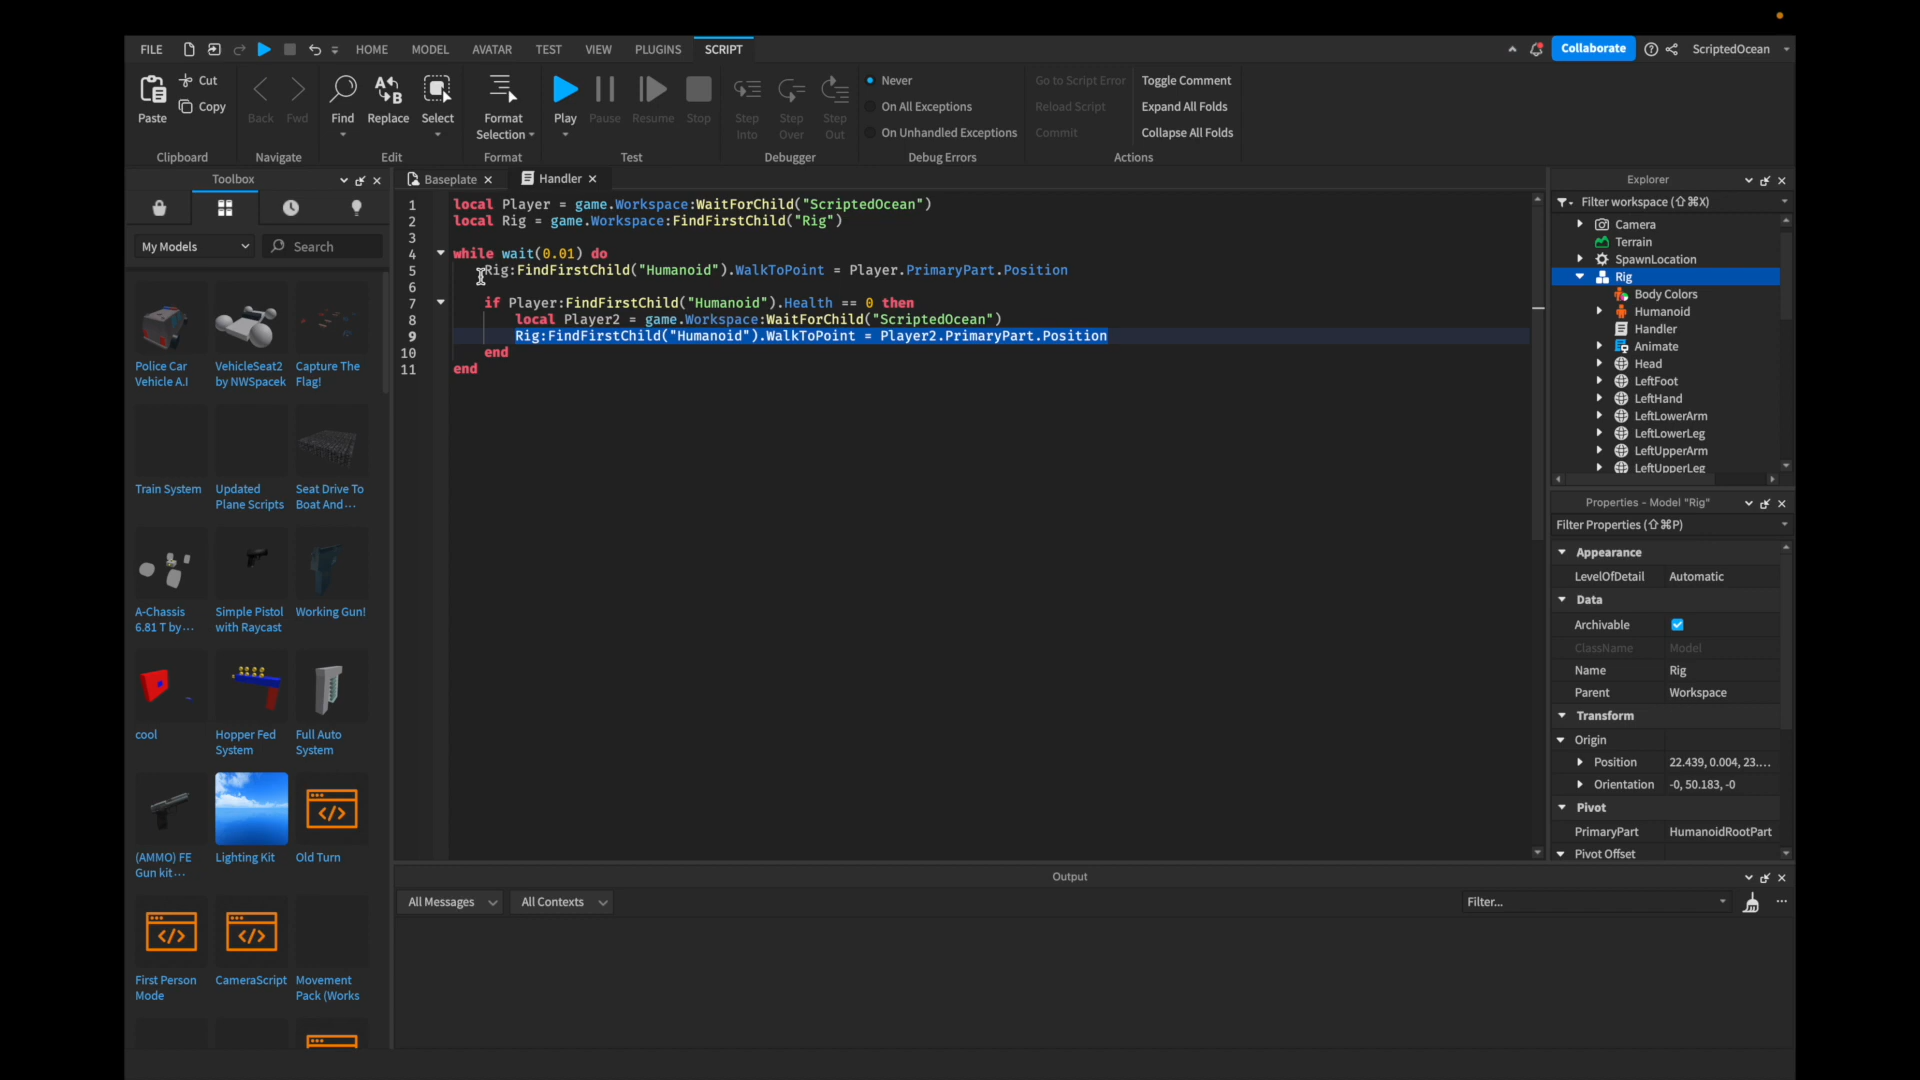 FILE
HOME
MODEL
AVATAR
TEST
VIEW
PLUGINS
SCRIPT
Collaborate
ScriptedOcean
Paste
Cut
Copy
Clipboard
Back
Fwd
Navigate
Find
Replace
Select
Edit
Format
Selection
Format
Play
Pause
Resume
Stop
Test
Step
Into
Step
Over
Step
Out
Debugger
Never
On All Exceptions
On Unhandled Exceptions
Debug Errors
Go to Script Error
Reload Script
Commit
Toggle Comment
Expand All Folds
Collapse All Folds
Actions
Toolbox
My Models
Search
Police Car
Vehicle A.I
VehicleSeat2
by NWSpacek
Capture The
Flag!
Train System
Updated
Plane Scripts
Seat Drive To
Boat And···
A-Chassis
6.81 T by···
Simple Pistol
with Raycast
Working Gun!
cool
Hopper Fed
System
Full Auto
System
(AMMO) FE
Gun kit···
Lighting Kit
Old Turn
First Person
Mode
CameraScript
Movement
Pack (Works
Baseplate
Handler
1 local Player = game.Workspace:WaitForChild("ScriptedOcean")
2 local Rig = game.Workspace:FindFirstChild("Rig")
3
4 while wait(0.01) do
5 Rig:FindFirstChild("Humanoid").WalkToPoint = Player.PrimaryPart.Position
6
7 if Player:FindFirstChild("Humanoid").Health == 0 then
8 local Player2 = game.Workspace:WaitForChild("ScriptedOcean")
9 Rig:FindFirstChild("Humanoid").WalkToPoint = Player2.PrimaryPart.Position
10 end
11 end
Output
All Messages
All Contexts
Filter...
Explorer
Filter workspace (⇧⌘X)
Camera
Terrain
SpawnLocation
Rig
Body Colors
Humanoid
Handler
Animate
Head
LeftFoot
LeftHand
LeftLowerArm
LeftLowerLeg
LeftUpperArm
LeftUpperLeg
Properties - Model "Rig"
Filter Properties (⇧⌘P)
Appearance
LevelOfDetail Automatic
Data
Archivable
ClassName Model
Name Rig
Parent Workspace
Transform
Origin
Position 22.439, 0.004, 23....
Orientation -0, 50.183, -0
Pivot
PrimaryPart HumanoidRootPart
Pivot Offset